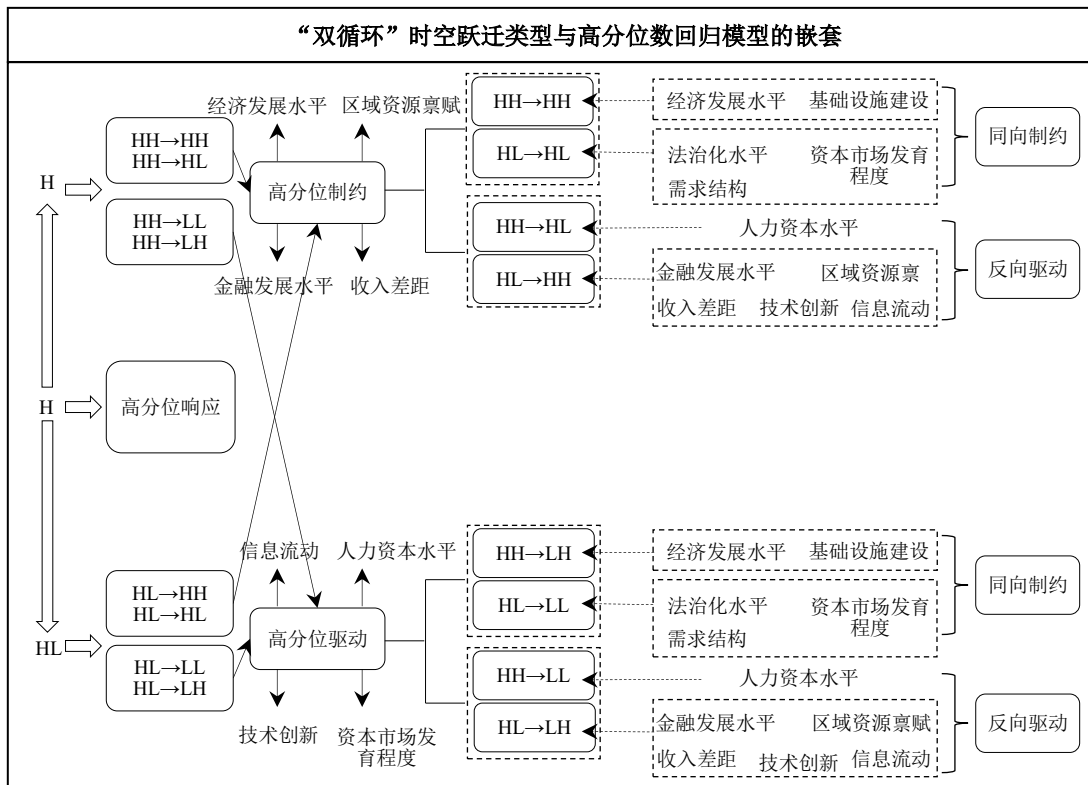 “双循环”时空跃迁类型与高分位数回归模型的嵌套
经济发展水平
区域资源禀赋
HH→HH
HH→HL
H
HH→LL
HH→LH
高分位制约
金融发展水平
收入差距
HH→HH
HL→HL
HH→HL
HL→HH
经济发展水平 基础设施建设
法治化水平
资本市场发育
程度
需求结构
同向制约
人力资本水平
金融发展水平 区域资源禀
收入差距 技术创新 信息流动
反向驱动
H
高分位响应
信息流动
人力资本水平
HL→HH
HL→HL
HL
HL→LL
HL→LH
高分位驱动
技术创新
资本市场发
育程度
HH→LH
HL→LL
HH→LL
HL→LH
经济发展水平 基础设施建设
法治化水平
资本市场发育
程度
需求结构
同向制约
人力资本水平
金融发展水平 区域资源禀赋
收入差距 技术创新 信息流动
反向驱动